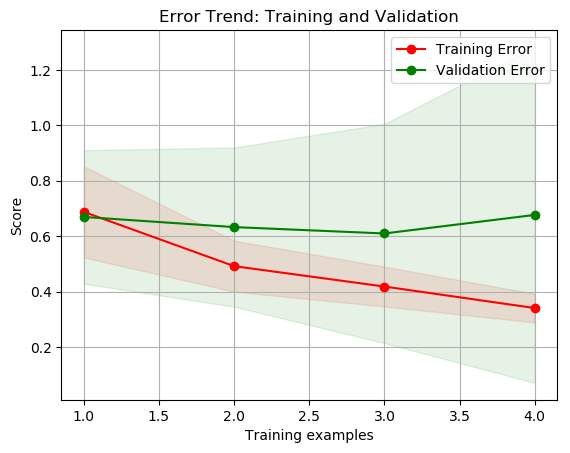 Error Trend: Training and Validation
Training Error
Validation Error
1.2
1.0
0.8
0.6
0.4
0.2
Score
1.0 1.5 2.0 2.5 3.0 3.5 4.0
Training examples